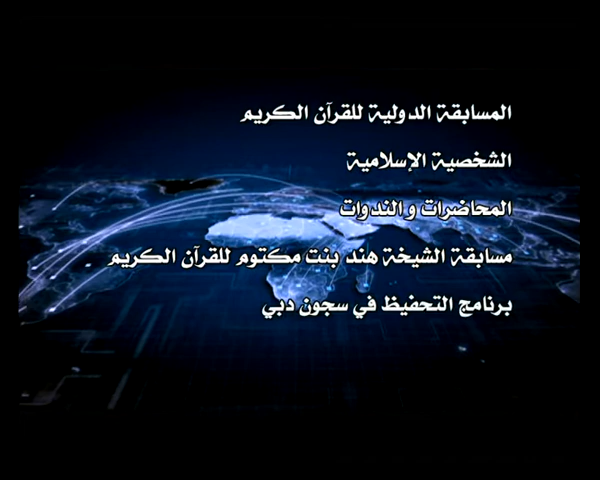 المسابقة الدولية للقرآن الكريم
الشخصية الإسلامية
المحاضرات و الندوات
مسابقة الشيخة هند بنت مكتوم للقرآن الكريم
برنامج التحفيظ في سجون دبي